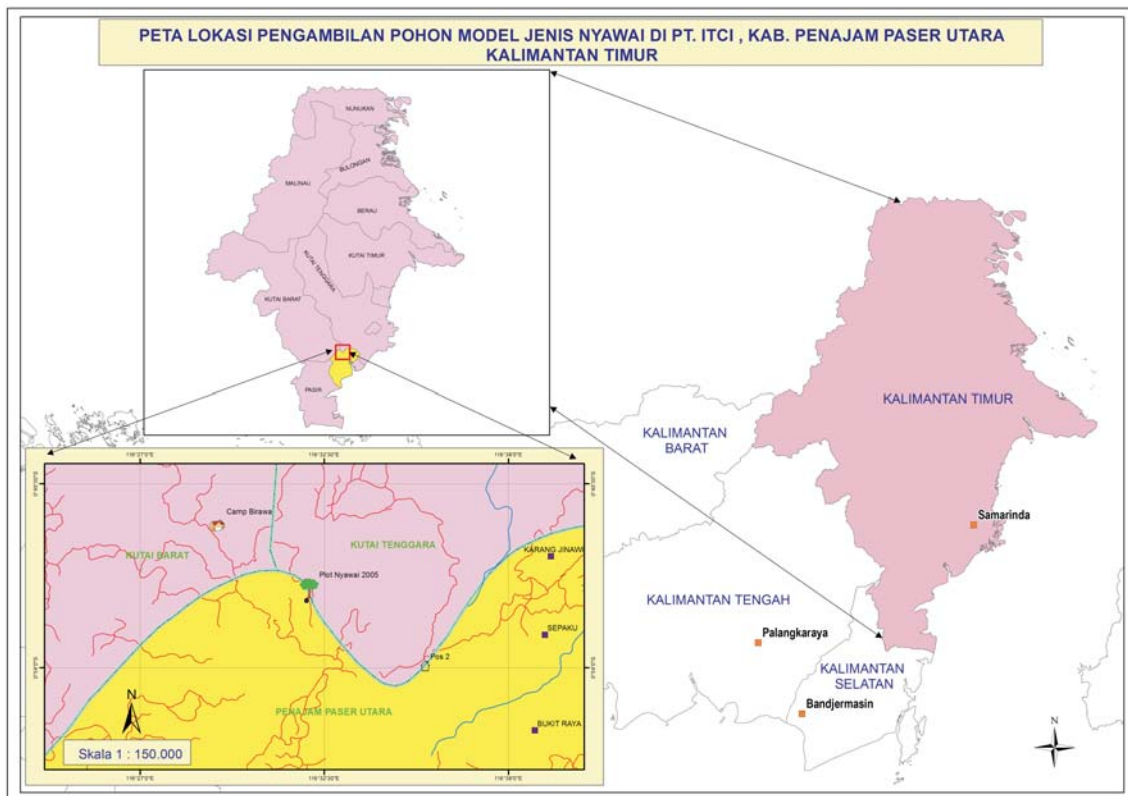 PETA LOKASI PENGAMBILAN POHON MODEL JENIS NYAWAI DI PT. ITCI , KAB. PENAJAM PASER UTARA
KALIMANTAN TIMUR
NUNUKAN
BULONGAN
MALINAU
BERAU
KUTAI TIMUR
KUTAI TENGGARA
KUTAI BARAT
PASIR
KALIMANTAN TIMUR
KALIMANTAN
BARAT
Samarinda
KALIMANTAN TENGAH
Palangkaraya
KALIMANTAN
SELATAN
Bandjermasin
N
Camp Birawa
KUTAI BARAT
KUTAI TENGGARA
KARANG JINAWI
Plot Nyawai 2005
SEPAKU
Pos 2
N
PENAJAM PASER UTARA
BUKIT RAYA
Skala 1 : 150.000